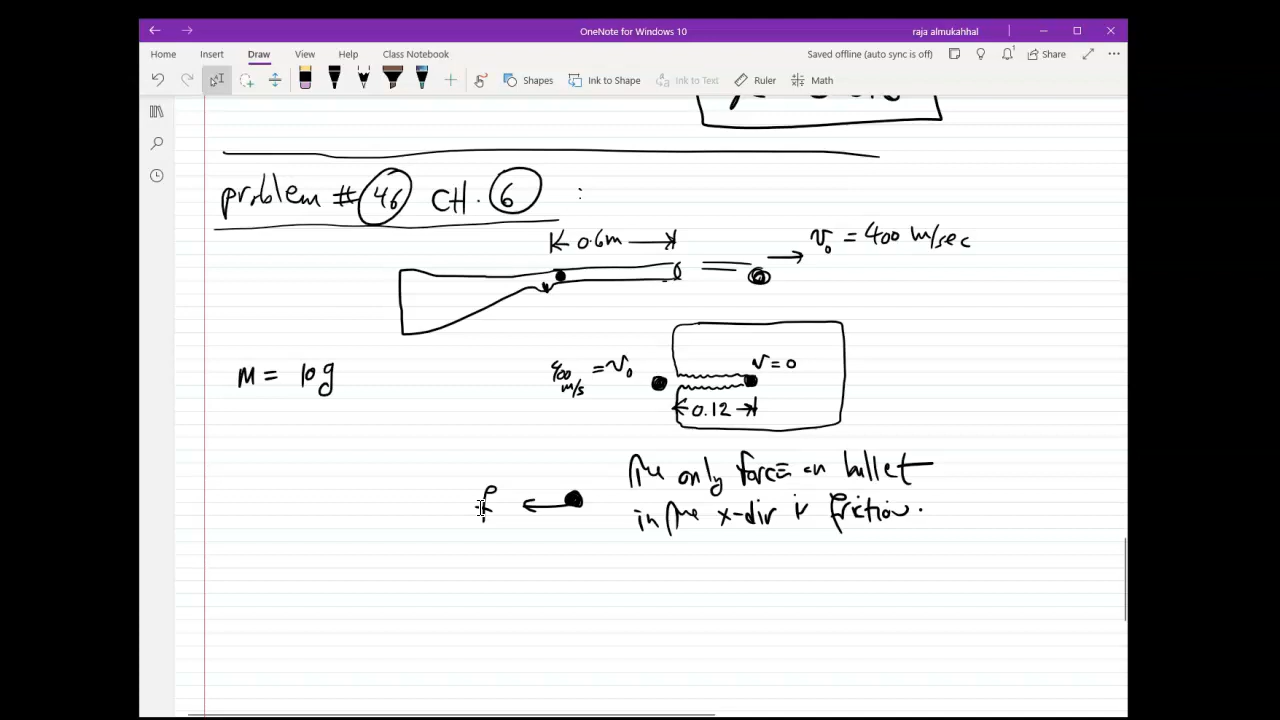 OneNote for Windows 10
raja almukahhal
Home Insert Draw View Help Class Notebook
Saved offline (auto sync is off)
Share
Shapes
Ink to Shape
Ink to Text
Ruler
Math
problem # 46 CH. 6 :
0.6m
v₀ = 400 m/sec
M = 10g
400 m/s = v₀
v = 0
0.12
The only force on bullet
in the x-dir is friction.
f